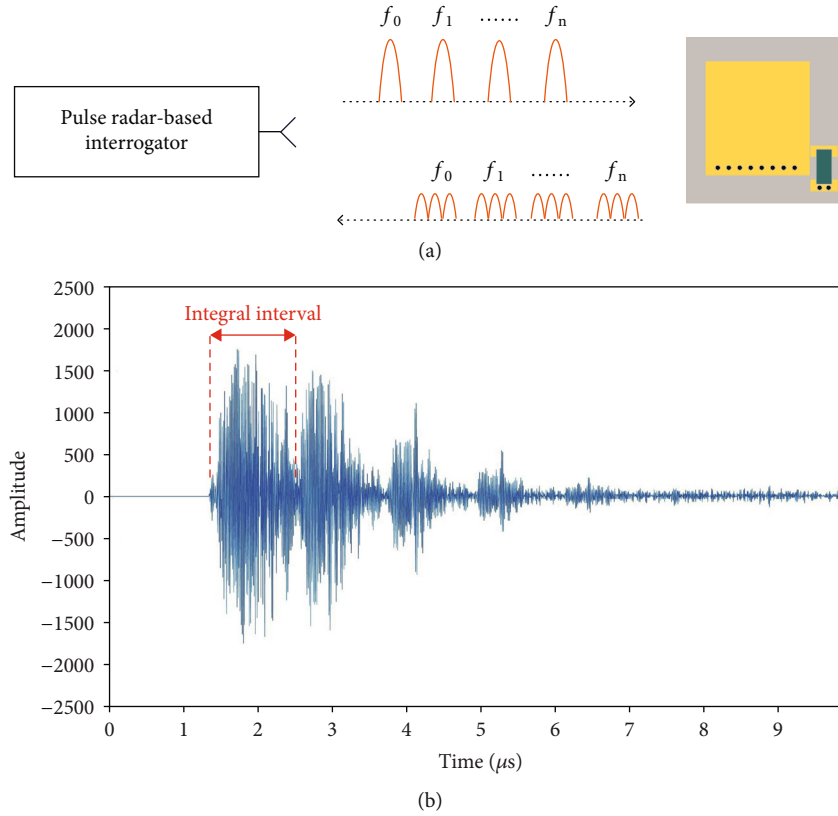 f0 f1 ...... fn
Pulse radar-based
interrogator
f0 f1 ...... fn
(a)
2500
Integral interval
2000
1500
1000
500
0
−500
−1000
−1500
−2000
−2500
Amplitude
0 1 2 3 4 5 6 7 8 9
Time (μs)
(b)